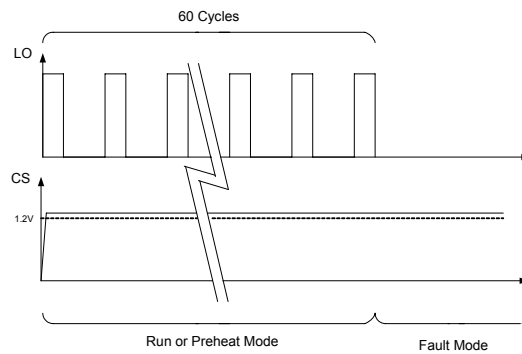 60 Cycles
LO
CS
1.2V
Run or Preheat Mode
Fault Mode